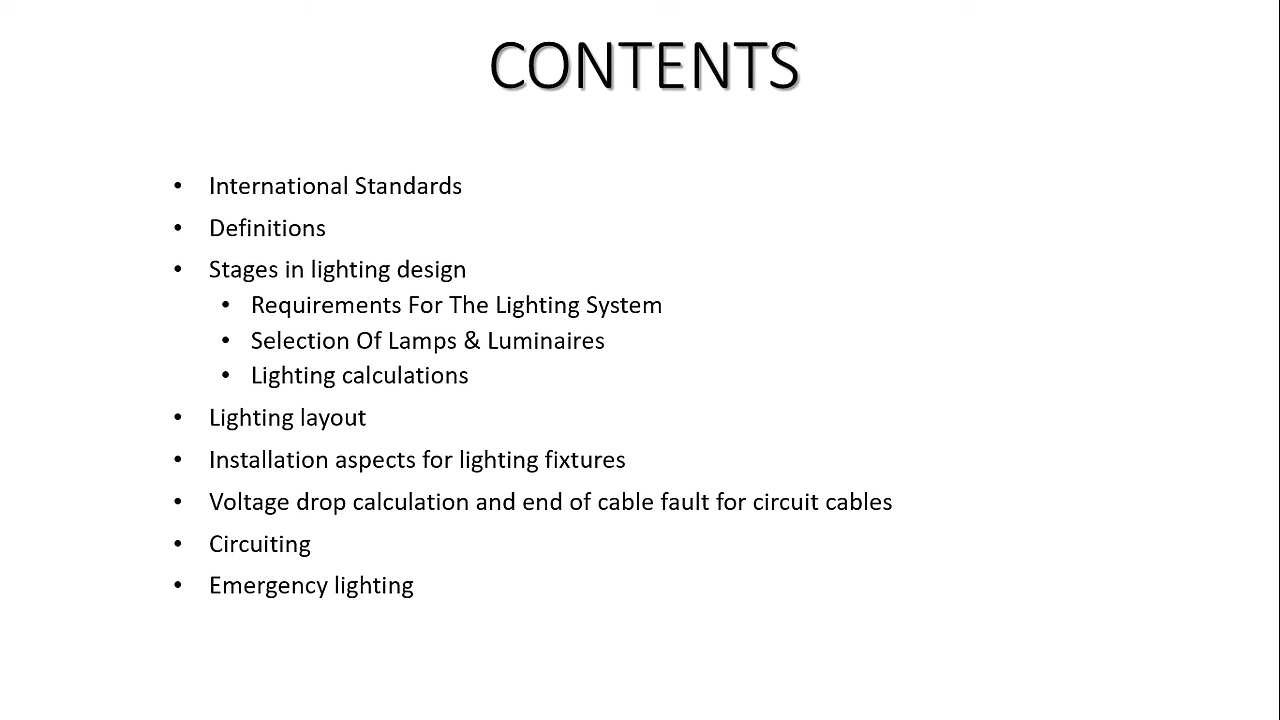 CONTENTS
• International Standards
• Definitions
• Stages in lighting design
• Requirements For The Lighting System
• Selection Of Lamps & Luminaires
• Lighting calculations
• Lighting layout
• Installation aspects for lighting fixtures
• Voltage drop calculation and end of cable fault for circuit cables
• Circuiting
• Emergency lighting